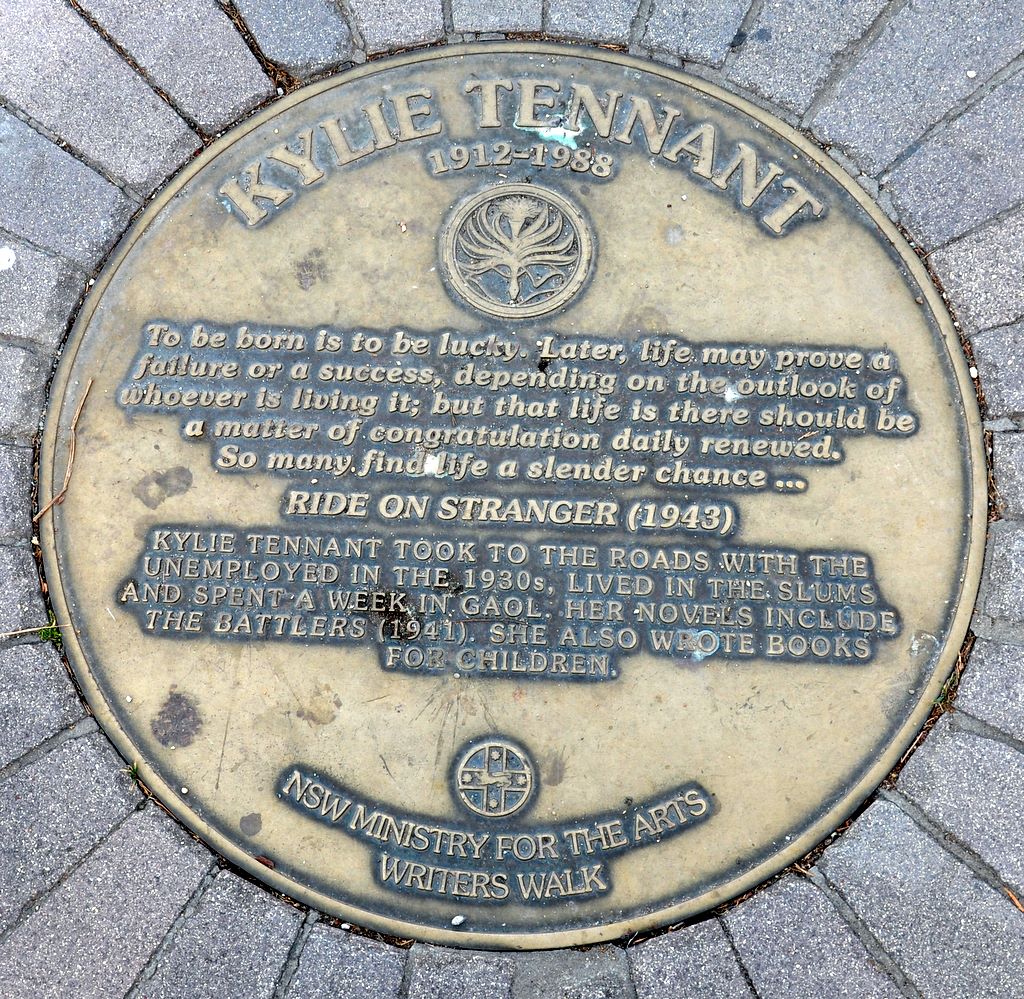 KYLIE TENNANT
1912-1988
To be born is to be lucky. Later, life may prove a
failure or a success, depending on the outlook of
whoever is living it; but that life is there should be
a matter of congratulation daily renewed.
So many find life a slender chance ...
RIDE ON STRANGER (1943)
KYLIE TENNANT TOOK TO THE ROADS WITH THE
UNEMPLOYED IN THE 1930s, LIVED IN THE SLUMS
AND SPENT A WEEK IN GAOL. HER NOVELS INCLUDE
THE BATTLERS (1941). SHE ALSO WROTE BOOKS
FOR CHILDREN.
NSW MINISTRY FOR THE ARTS
WRITERS WALK